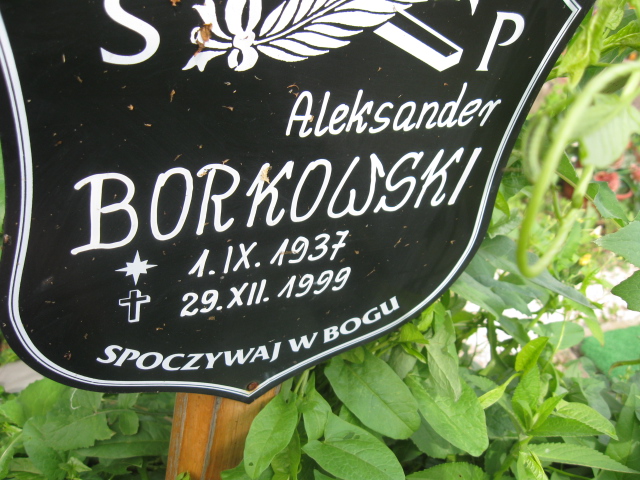 S P
Aleksander
BORKOWSKI
1. IX. 1937
29. XII. 1999
SPOCZYWAJ W BOGU